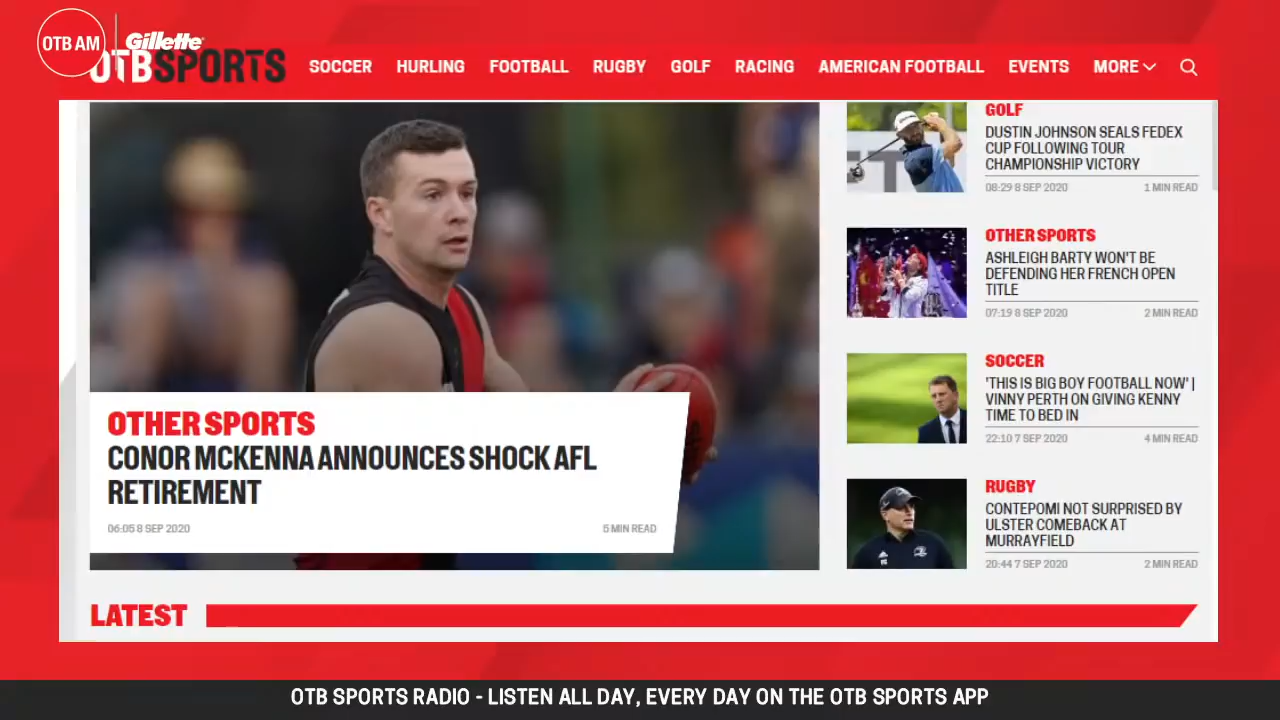 OTB AM
Gillette
OTBSPORTS
SOCCER HURLING FOOTBALL RUGBY GOLF RACING AMERICAN FOOTBALL EVENTS MORE
OTHER SPORTS
CONOR MCKENNA ANNOUNCES SHOCK AFL
RETIREMENT
06:05 8 SEP 2020 5 MIN READ
GOLF
DUSTIN JOHNSON SEALS FEDEX
CUP FOLLOWING TOUR
CHAMPIONSHIP VICTORY
08:29 8 SEP 2020 1 MIN READ
OTHER SPORTS
ASHLEIGH BARTY WON'T BE
DEFENDING HER FRENCH OPEN
TITLE
07:19 8 SEP 2020 2 MIN READ
SOCCER
'THIS IS BIG BOY FOOTBALL NOW' |
VINNY PERTH ON GIVING KENNY
TIME TO BED IN
22:10 7 SEP 2020 4 MIN READ
RUGBY
CONTEPOMI NOT SURPRISED BY
ULSTER COMEBACK AT
MURRAYFIELD
20:44 7 SEP 2020 2 MIN READ
LATEST
OTB SPORTS RADIO - LISTEN ALL DAY, EVERY DAY ON THE OTB SPORTS APP